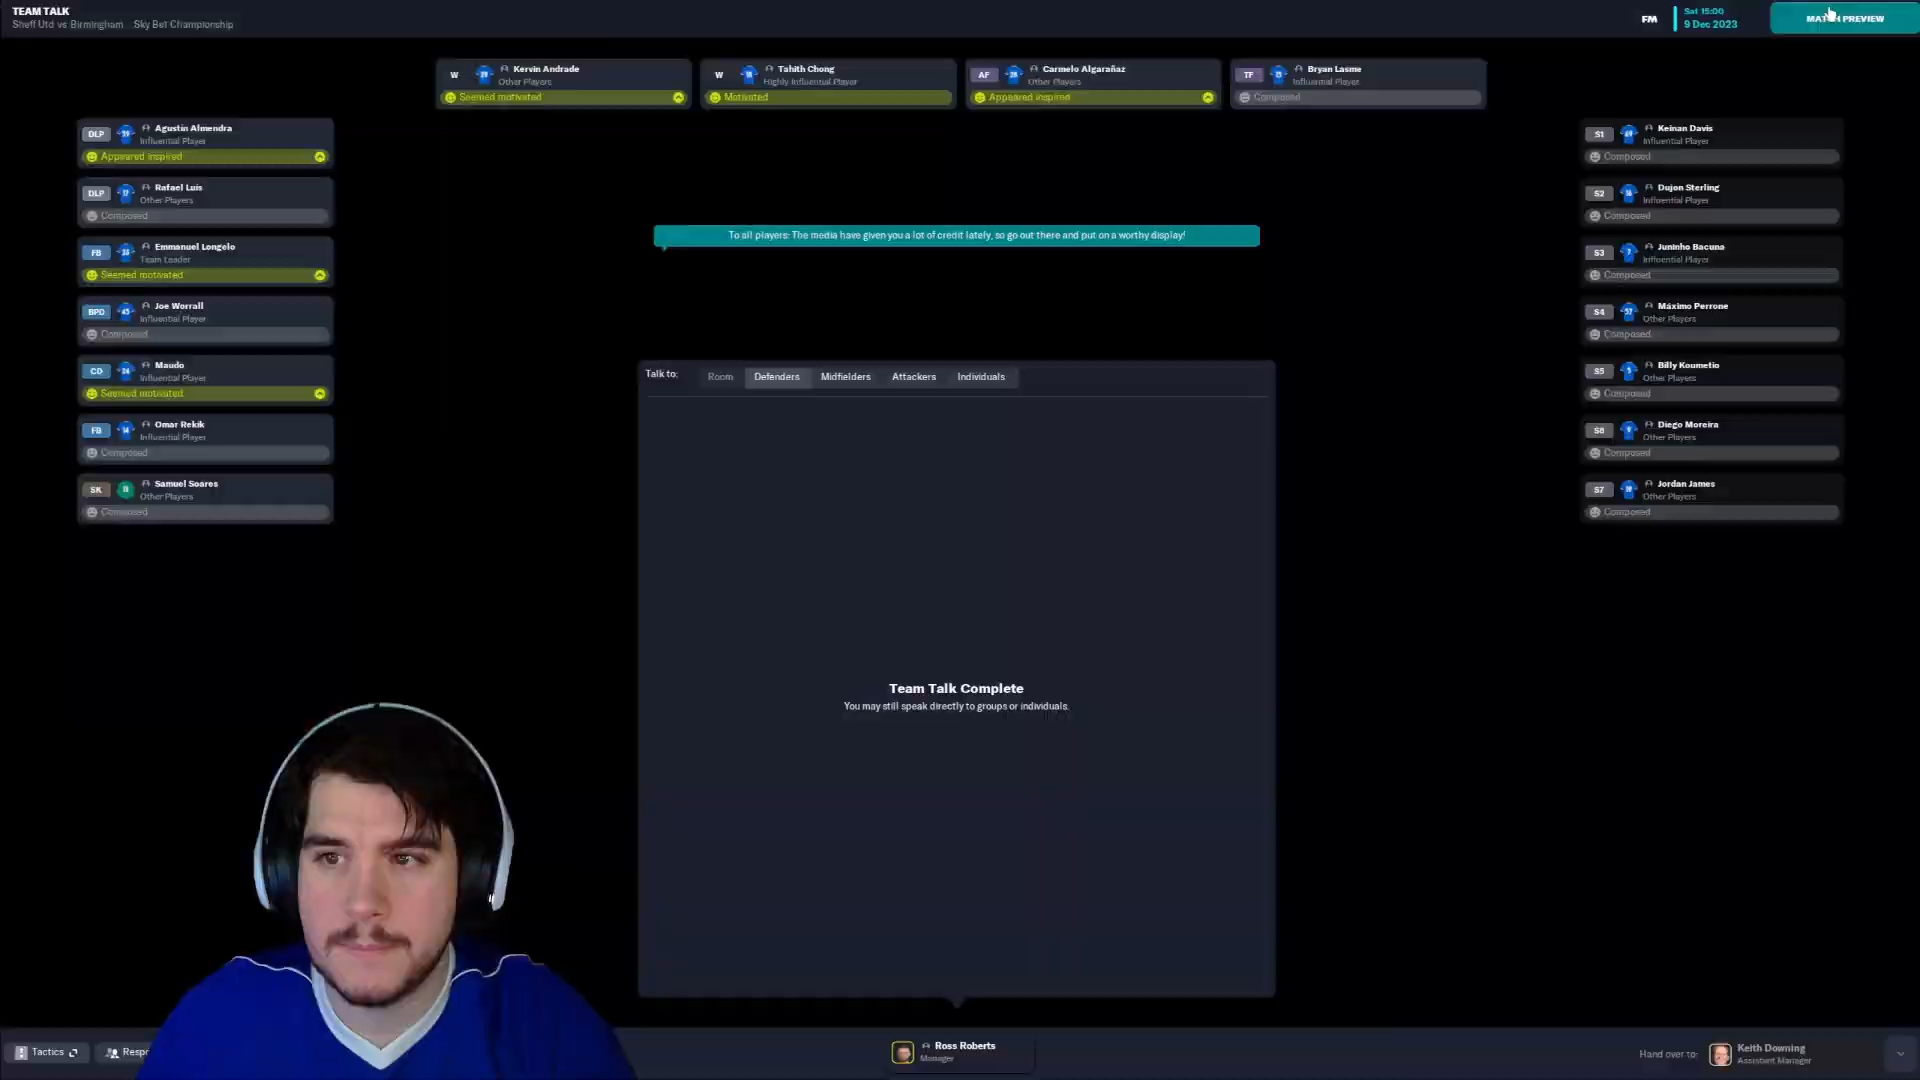 TEAM TALK
Sheff Utd vs Birmingham Sky Bet Championship
FM
Sat 15:00
9 Dec 2023
MATCH PREVIEW
W
Kervin Andrade
Other Players
Seemed motivated
W
Tahith Chong
Highly Influential Player
Motivated
AF
Carmelo Algarañaz
Other Players
Appeared inspired
TF
Bryan Lasme
Influential Player
Composed
DLP
Agustín Almendra
Influential Player
Appeared inspired
DLP
Rafael Luís
Other Players
Composed
FB
Emmanuel Longelo
Team Leader
Seemed motivated
BPD
Joe Worrall
Influential Player
Composed
CD
Maudo
Influential Player
Seemed motivated
FB
Omar Rekik
Influential Player
Composed
SK
Samuel Soares
Other Players
Composed
To all players: The media have given you a lot of credit lately, so go out there and put on a worthy display!
Talk to:
Room
Defenders
Midfielders
Attackers
Individuals
Team Talk Complete
You may still speak directly to groups or individuals.
S1
Keinan Davis
Influential Player
Composed
S2
Dujon Sterling
Influential Player
Composed
S3
Juninho Bacuna
Influential Player
Composed
S4
Máximo Perrone
Other Players
Composed
S5
Billy Koumetio
Other Players
Composed
S6
Diego Moreira
Other Players
Composed
S7
Jordan James
Other Players
Composed
Tactics
Respo
Ross Roberts
Manager
Hand over to:
Keith Downing
Assistant Manager